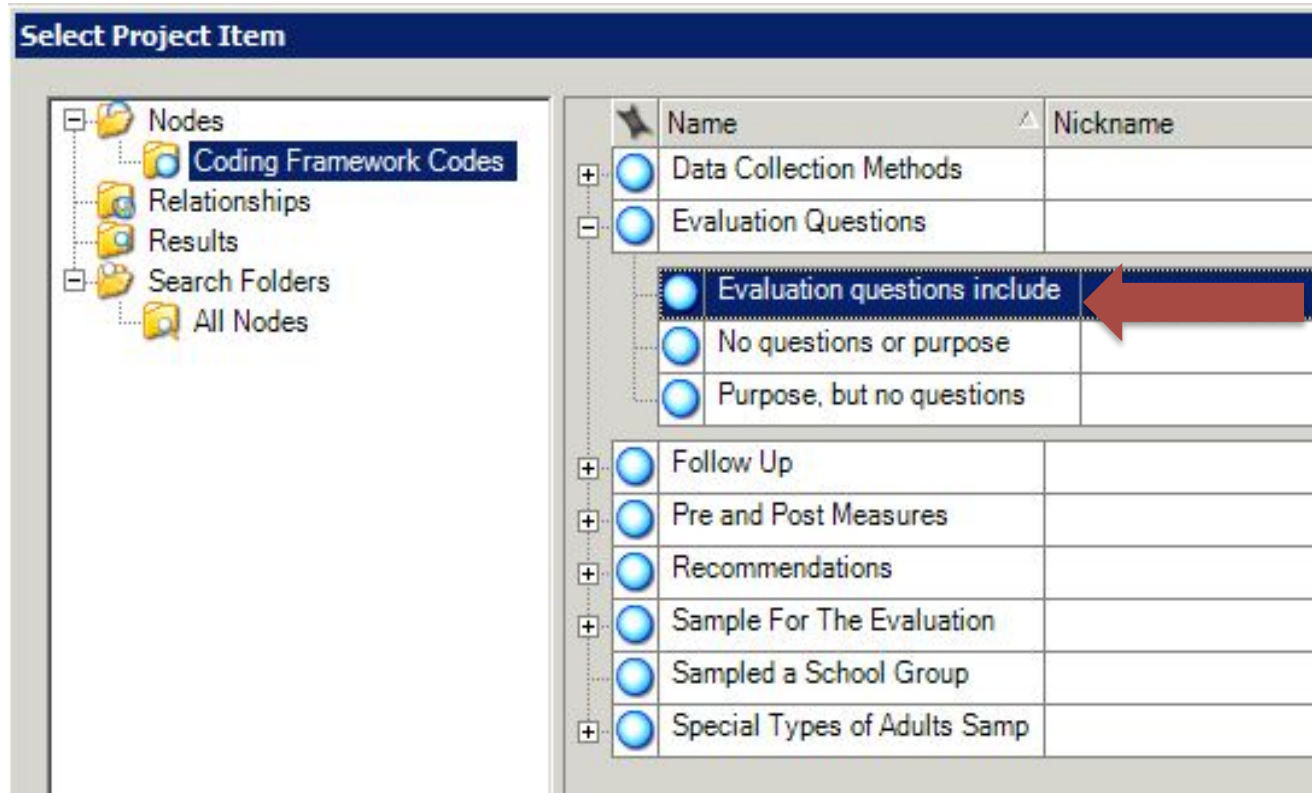 Select Project Item
Nodes
Coding Framework Codes
Relationships
Results
Search Folders
All Nodes
Name Nickname
Data Collection Methods
Evaluation Questions
Evaluation questions include
No questions or purpose
Purpose, but no questions
Follow Up
Pre and Post Measures
Recommendations
Sample For The Evaluation
Sampled a School Group
Special Types of Adults Samp